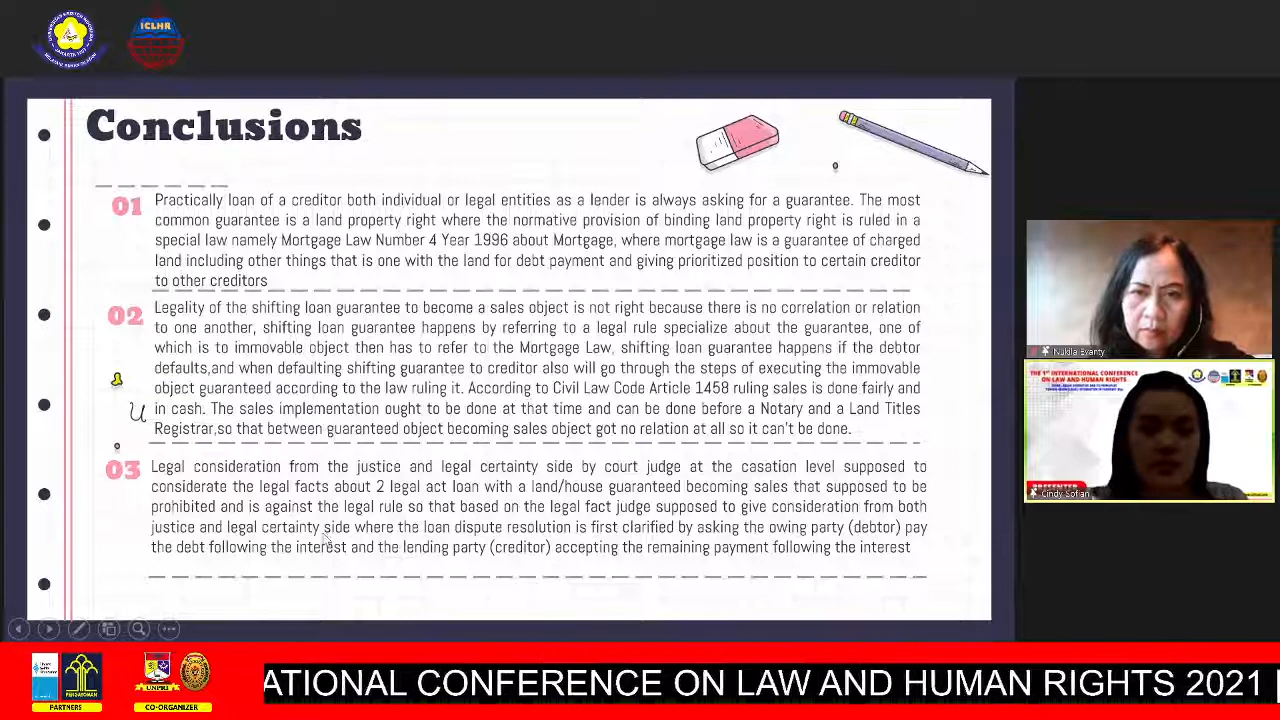 ICLHR
Conclusions
01
Practically loan of a creditor both individual or legal entities as a lender is always asking for a guarantee. The most
common guarantee is a land property right where the normative provision of binding land property right is ruled in a
special law namely Mortgage Law Number 4 Year 1996 about Mortgage, where mortgage law is a guarantee of charged
land including other things that is one with the land for debt payment and giving prioritized position to certain creditor
to other creditors
02
Legality of the shifting loan guarantee to become a sales object is not right because there is no correlation or relation
to one another, shifting loan guarantee happens by referring to a legal rule specialize about the guarantee, one of
which is to immovable object then has to refer to the Mortgage Law, shifting loan guarantee happens if the debtor
defaults,and when defaulting shifting guarantee to creditor also will go through the steps of executing the immovable
object guaranteed according to the law ruling it. According to Civil Law Code Article 1458 ruling sales done fairly and
in cash. The sales implementation ought to be done at that time and can be done before a Notary and a Land Titles
Registrar,so that between guaranteed object becoming sales object got no relation at all so it can't be done.
03
Legal consideration from the justice and legal certainty side by court judge at the casation level supposed to
considerate the legal facts about 2 legal act loan with a land/house guaranteed becoming sales that supposed to be
prohibited and is against the legal rule so that based on the legal fact judge supposed to give consideration from both
justice and legal certainty side where the loan dispute resolution is first clarified by asking the owing party (debtor) pay
the debt following the interest and the lending party (creditor) accepting the remaining payment following the interest
Nukila Evanty
THE 1ST INTERNATIONAL CONFERENCE
ON LAW AND HUMAN RIGHTS
PRESENTER
Cindy Sofian
PENGAYOMAN
PARTNERS
UNPRI
CO-ORGANIZER
ATIONAL CONFERENCE ON LAW AND HUMAN RIGHTS 2021